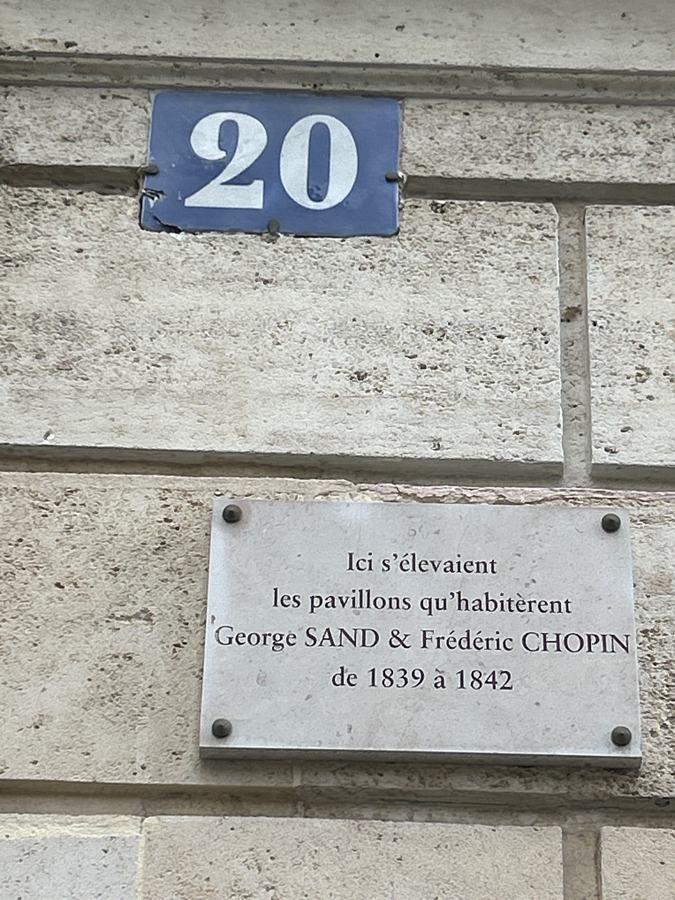 20
Ici s'élevaient
les pavillons qu'habitèrent
George SAND & Frédéric CHOPIN
de 1839 à 1842